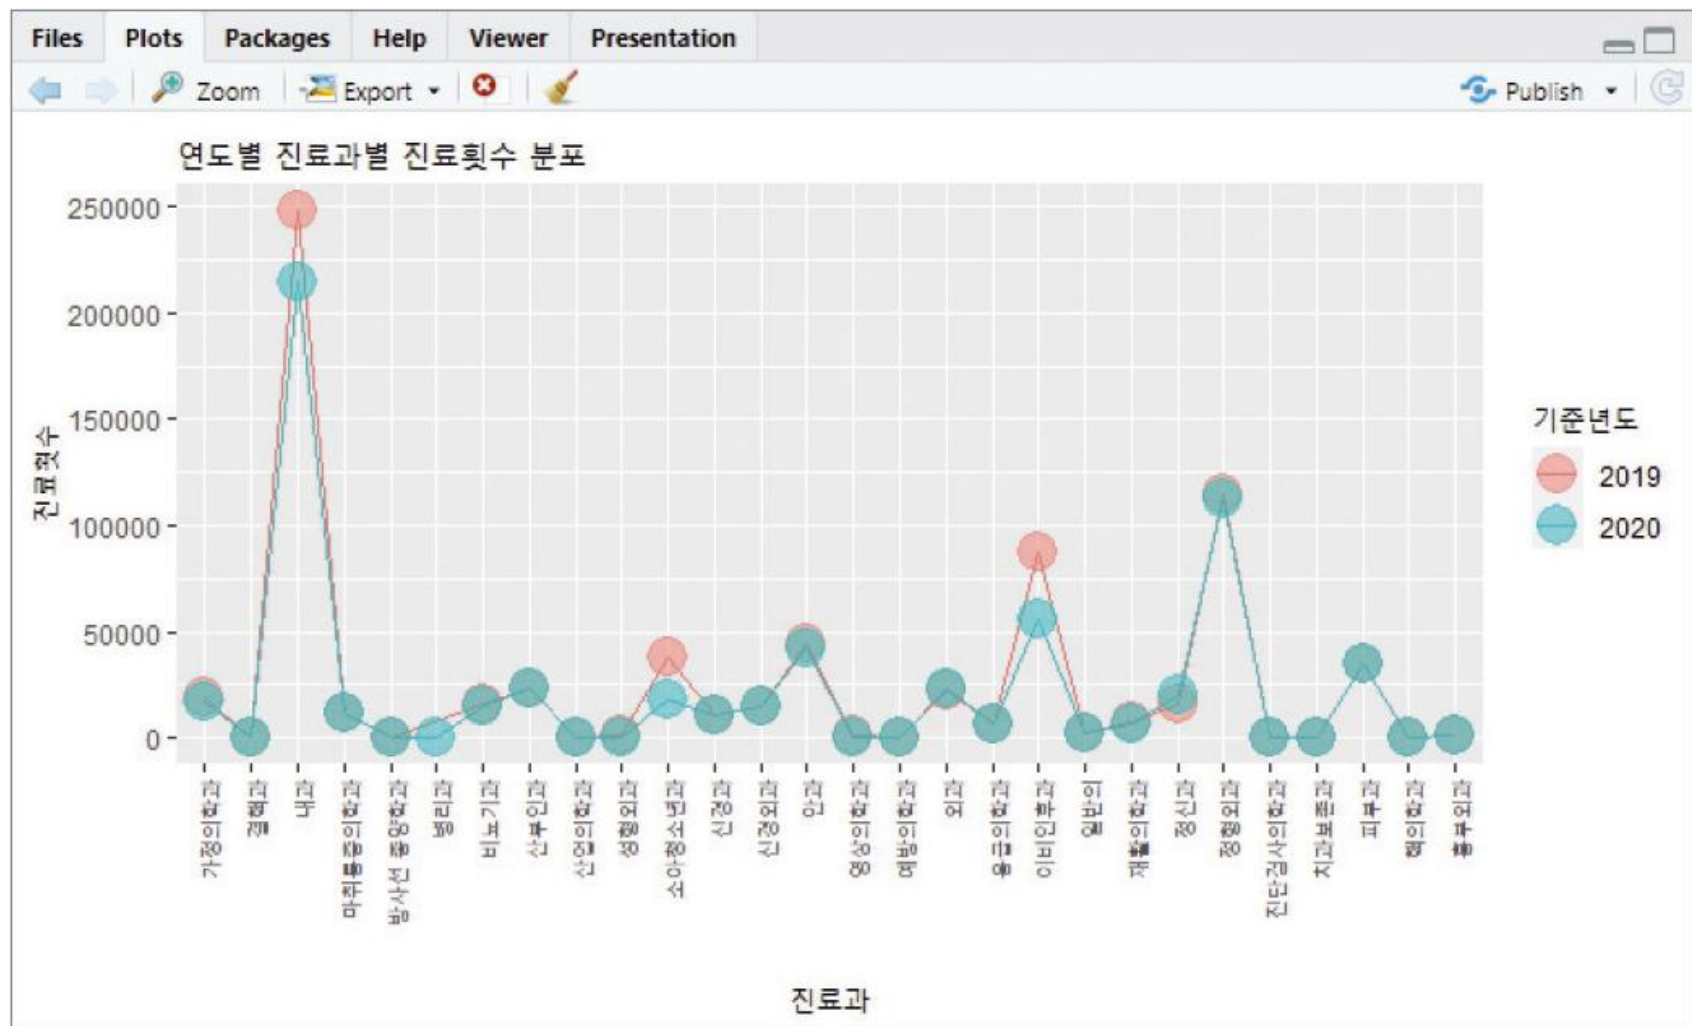 Files Plots Packages Help Viewer Presentation
Zoom Export Publish
연도별 진료과별 진료횟수 분포
250000
200000
150000
100000
50000
0
진료횟수
가정의학과
결핵과
내과
마취통증의학과
방사선 종양학과
병리과
비뇨기과
산부인과
산업의학과
성형외과
소아청소년과
신경과
신경외과
안과
영상의학과
예방의학과
외과
응급의학과
이비인후과
일반의
재활의학과
정신과
정형외과
진단검사의학과
치과보존과
피부과
핵의학과
흉부외과
진료과
기준년도
2019
2020